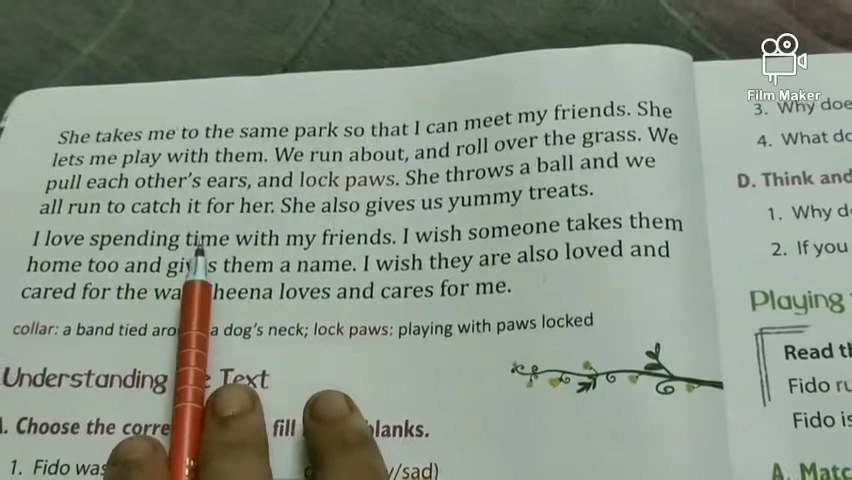 Film Maker
She takes me to the same park so that I can meet my friends. She
lets me play with them. We run about, and roll over the grass. We
pull each other's ears, and lock paws. She throws a ball and we
all run to catch it for her. She also gives us yummy treats.
I love spending time with my friends. I wish someone takes them
home too and gives them a name. I wish they are also loved and
cared for the way Sheena loves and cares for me.
collar: a band tied around a dog's neck; lock paws: playing with paws locked
Understanding the Text
A. Choose the corre fill blanks.
1. Fido was /sad)
3. Why doe
4. What do
D. Think and
1. Why d
2. If you
Playing
Read th
Fido ru
Fido is
A. Matc